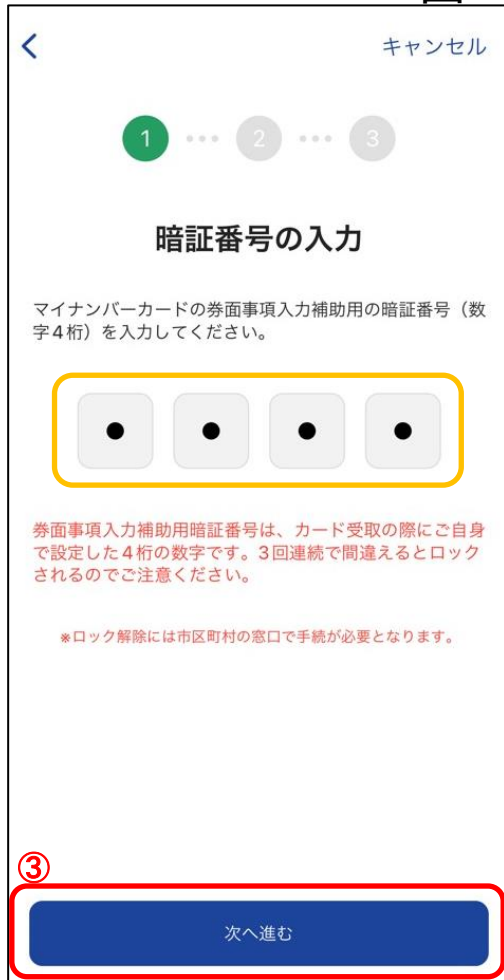 キャンセル
1 … 2 … 3
暗証番号の入力
マイナンバーカードの券面事項入力補助用の暗証番号（数
字4桁）を入力してください。
券面事項入力補助用暗証番号は、カード受取の際にご自身
で設定した4桁の数字です。3回連続で間違えるとロック
されるのでご注意ください。
※ロック解除には市区町村の窓口で手続が必要となります。
③
次へ進む